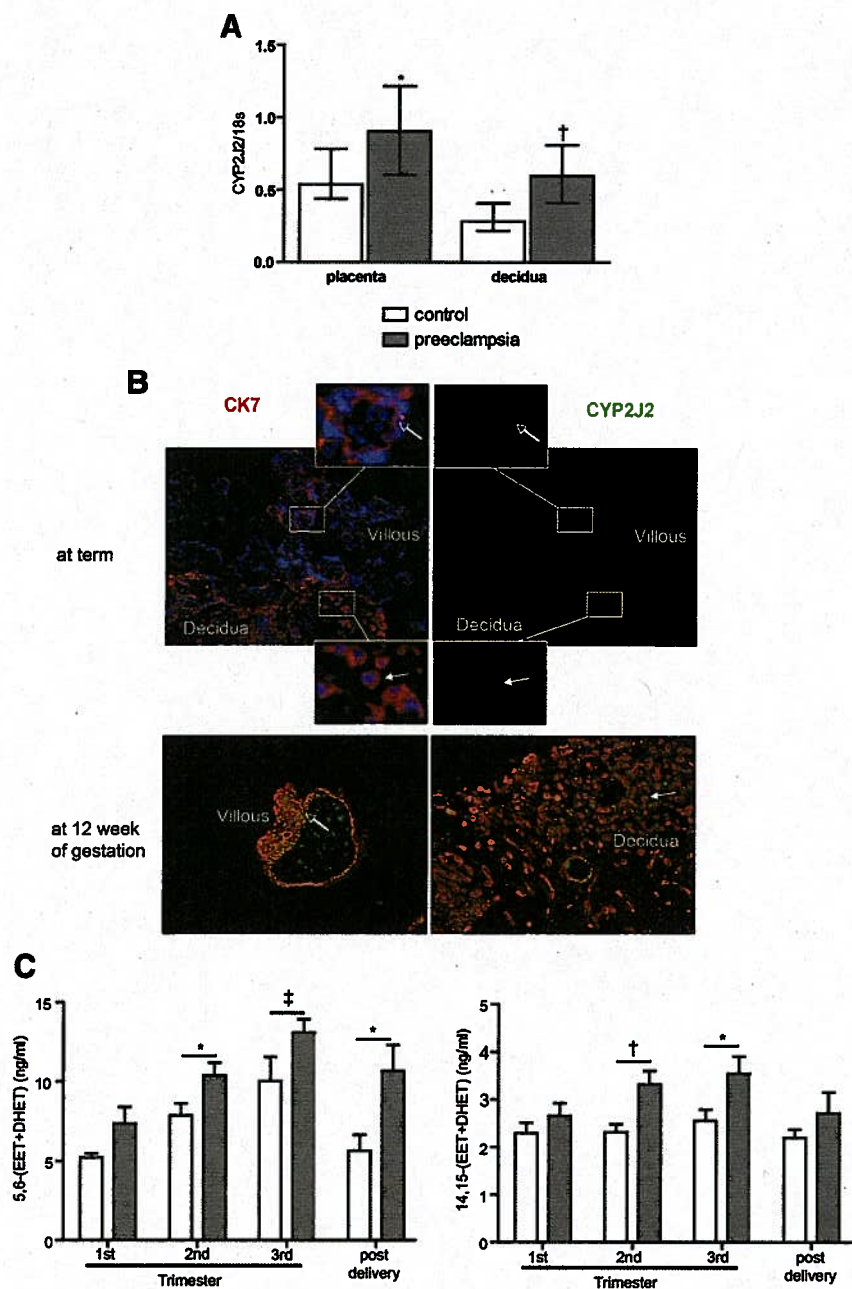 A
1.5
1.0
0.5
0.0
CYP2J2/18s
*
†
placenta
decidua
control
preeclampsia
B
CK7
CYP2J2
at term
Villous
Decidua
Villous
Decidua
at 12 week
of gestation
Villous
Decidua
C
15
10
5
0
5,6-(EET+DHET) (ng/ml)
*
‡
*
1st
2nd
3rd
post
delivery
Trimester
5
4
3
2
1
0
14,15-(EET+DHET) (ng/ml)
†
*
1st
2nd
3rd
post
delivery
Trimester